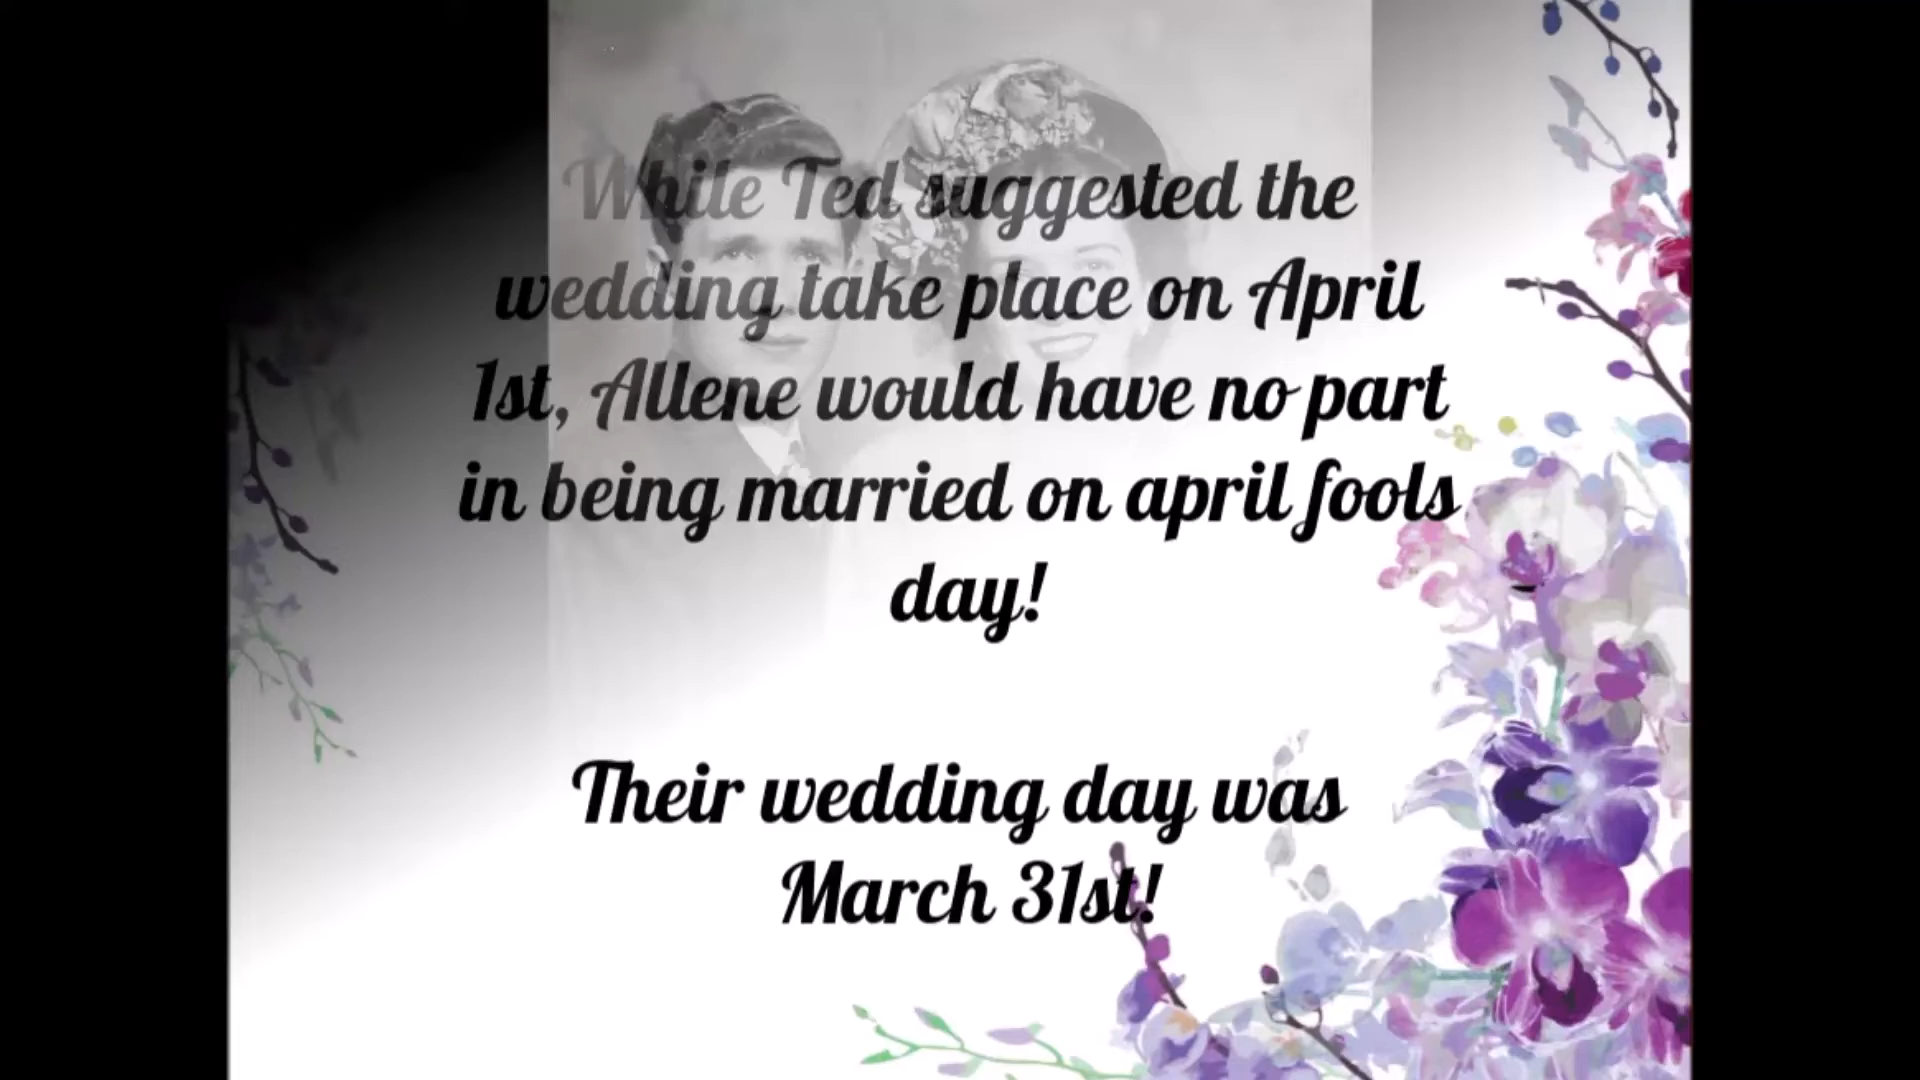 While Ted suggested the
wedding take place on April
1st, Allene would have no part
in being married on april fools
day!
Their wedding day was
March 31st!